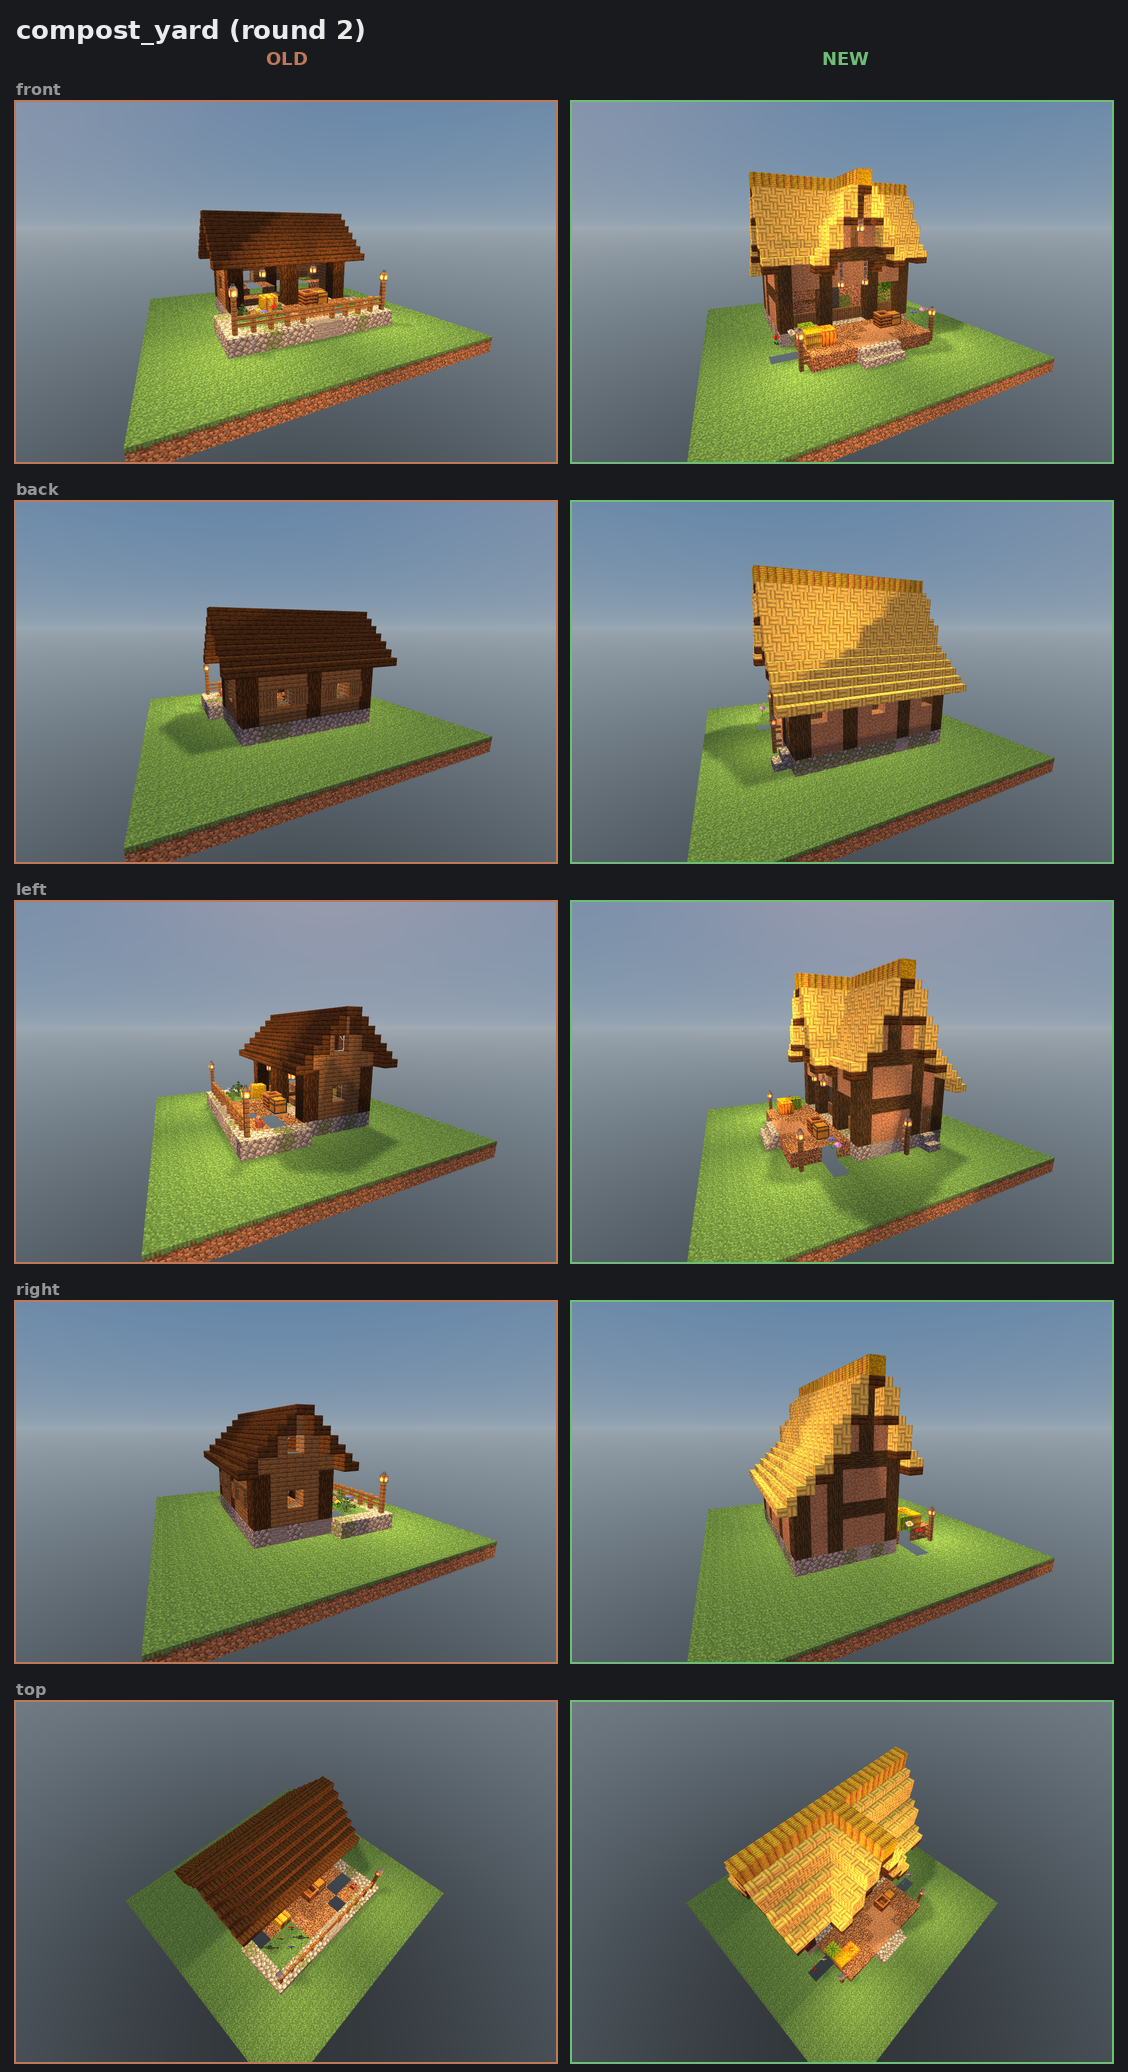 compost_yard (round 2)
OLD NEW
front
back
left
right
top